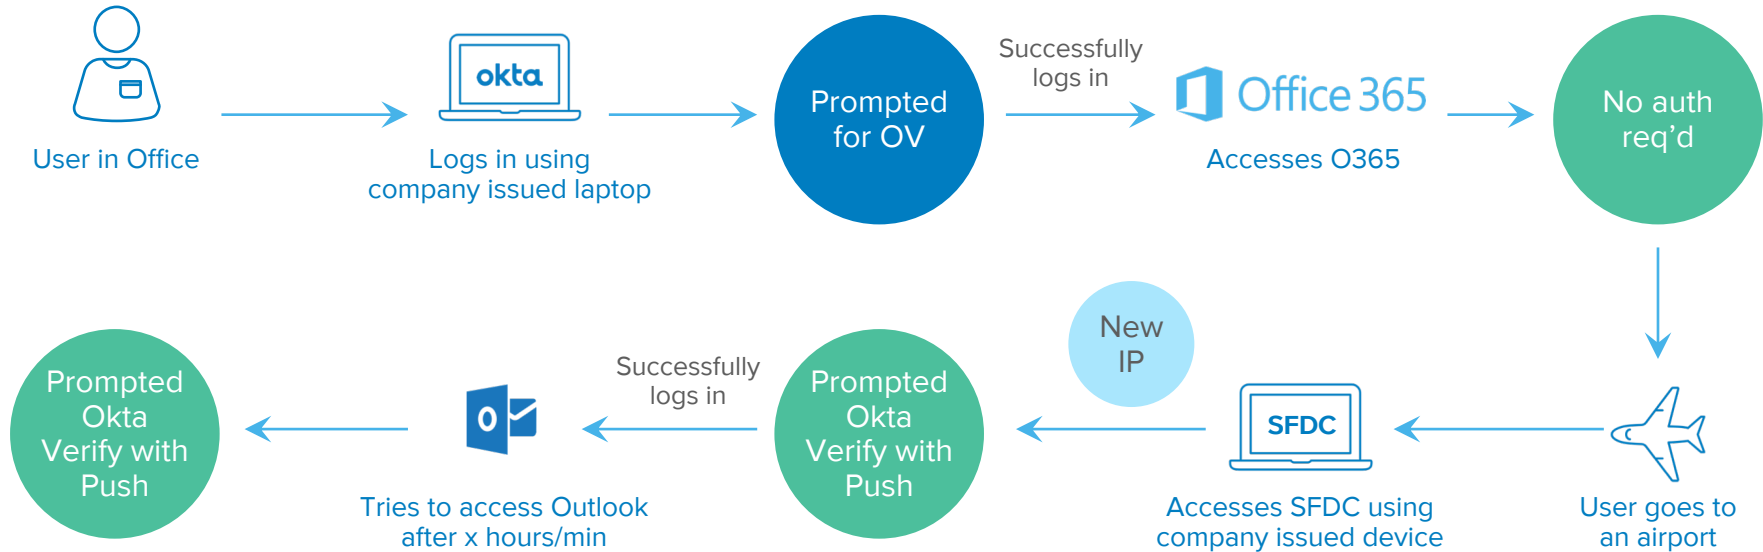 User in Office
okta
Logs in using
company issued laptop
Prompted
for OV
Successfully
logs in
Office 365
Accesses O365
No auth
req’d
User goes to
an airport
SFDC
Accesses SFDC using
company issued device
New
IP
Prompted
Okta
Verify with
Push
Successfully
logs in
O
Tries to access Outlook
after x hours/min
Prompted
Okta
Verify with
Push